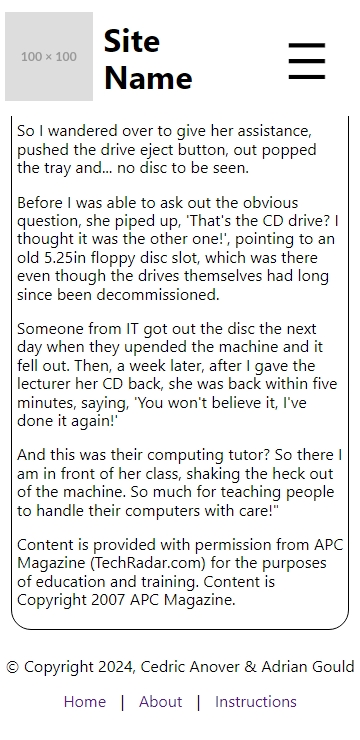 100 × 100
Site
Name
So I wandered over to give her assistance,
pushed the drive eject button, out popped
the tray and... no disc to be seen.
Before I was able to ask out the obvious
question, she piped up, 'That's the CD drive? I
thought it was the other one!', pointing to an
old 5.25in floppy disc slot, which was there
even though the drives themselves had long
since been decommissioned.
Someone from IT got out the disc the next
day when they upended the machine and it
fell out. Then, a week later, after I gave the
lecturer her CD back, she was back within five
minutes, saying, 'You won't believe it, I've
done it again!'
And this was their computing tutor? So there I
am in front of her class, shaking the heck out
of the machine. So much for teaching people
to handle their computers with care!"
Content is provided with permission from APC
Magazine (TechRadar.com) for the purposes
of education and training. Content is
Copyright 2007 APC Magazine.
© Copyright 2024, Cedric Anover & Adrian Gould
Home | About | Instructions